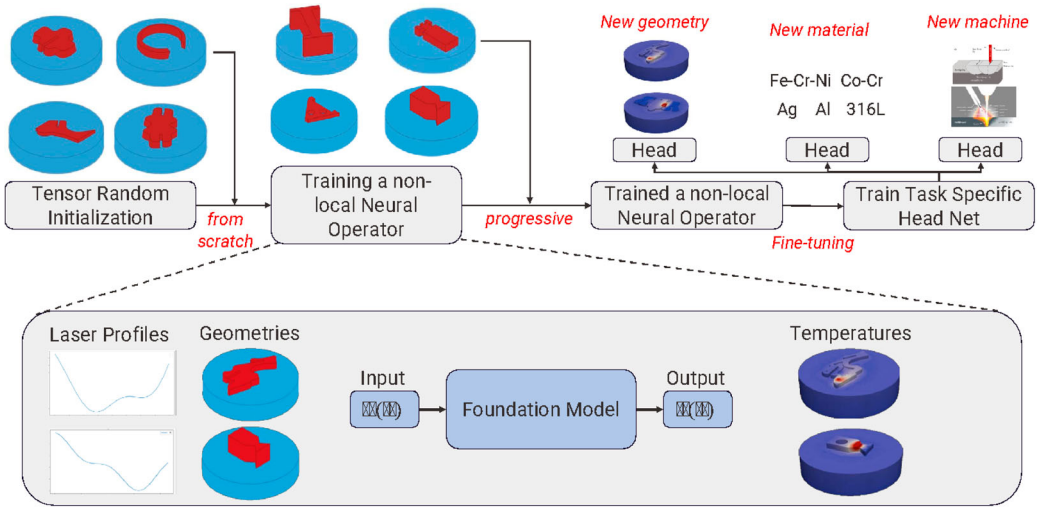 New geometry
New material
New machine
Fe-Cr-Ni Co-Cr
Ag Al 316L
Head
Head
Head
Tensor Random
Initialization
from
scratch
Training a non-
local Neural
Operator
progressive
Trained a non-local
Neural Operator
Fine-tuning
Train Task Specific
Head Net
Laser Profiles
Geometries
Temperatures
Input
Foundation Model
Output